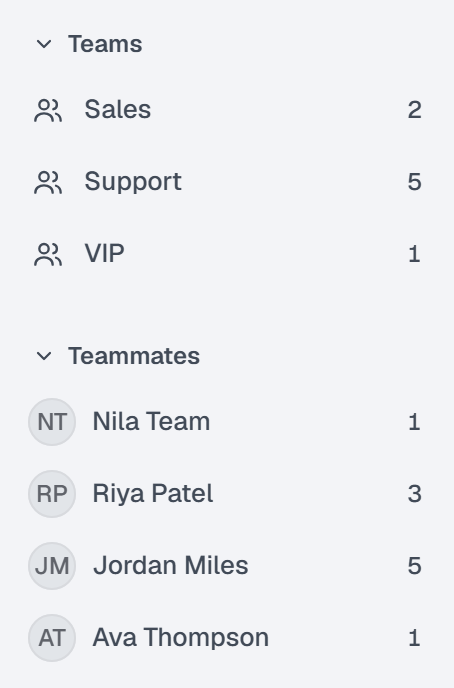 Teams
Sales 2
Support 5
VIP 1
Teammates
NT Nila Team 1
RP Riya Patel 3
JM Jordan Miles 5
AT Ava Thompson 1